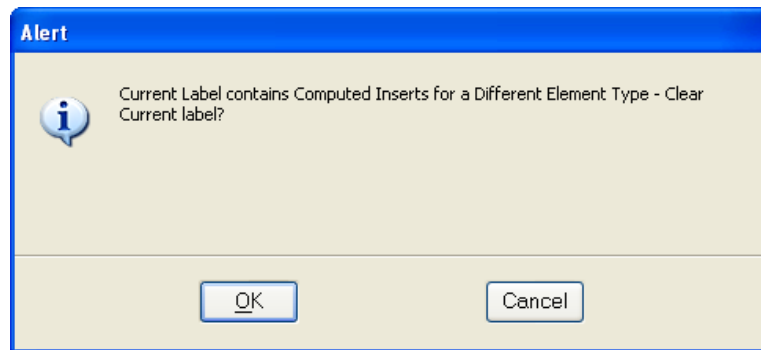 Alert
Current Label contains Computed Inserts for a Different Element Type - Clear
Current label?
OK
Cancel